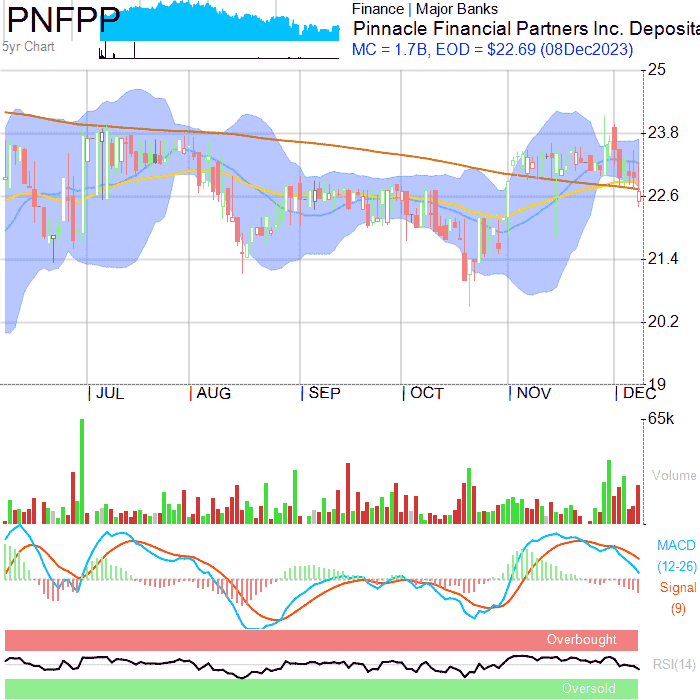 PNFPP
5yr Chart
Finance | Major Banks
Pinnacle Financial Partners Inc. Deposita
MC = 1.7B, EOD = $22.69 (08Dec2023)
25
23.8
22.6
21.4
20.2
19
JUL AUG SEP OCT NOV DEC
65k
Volume
MACD
(12-26)
Signal
(9)
Overbought
RSI(14)
Oversold